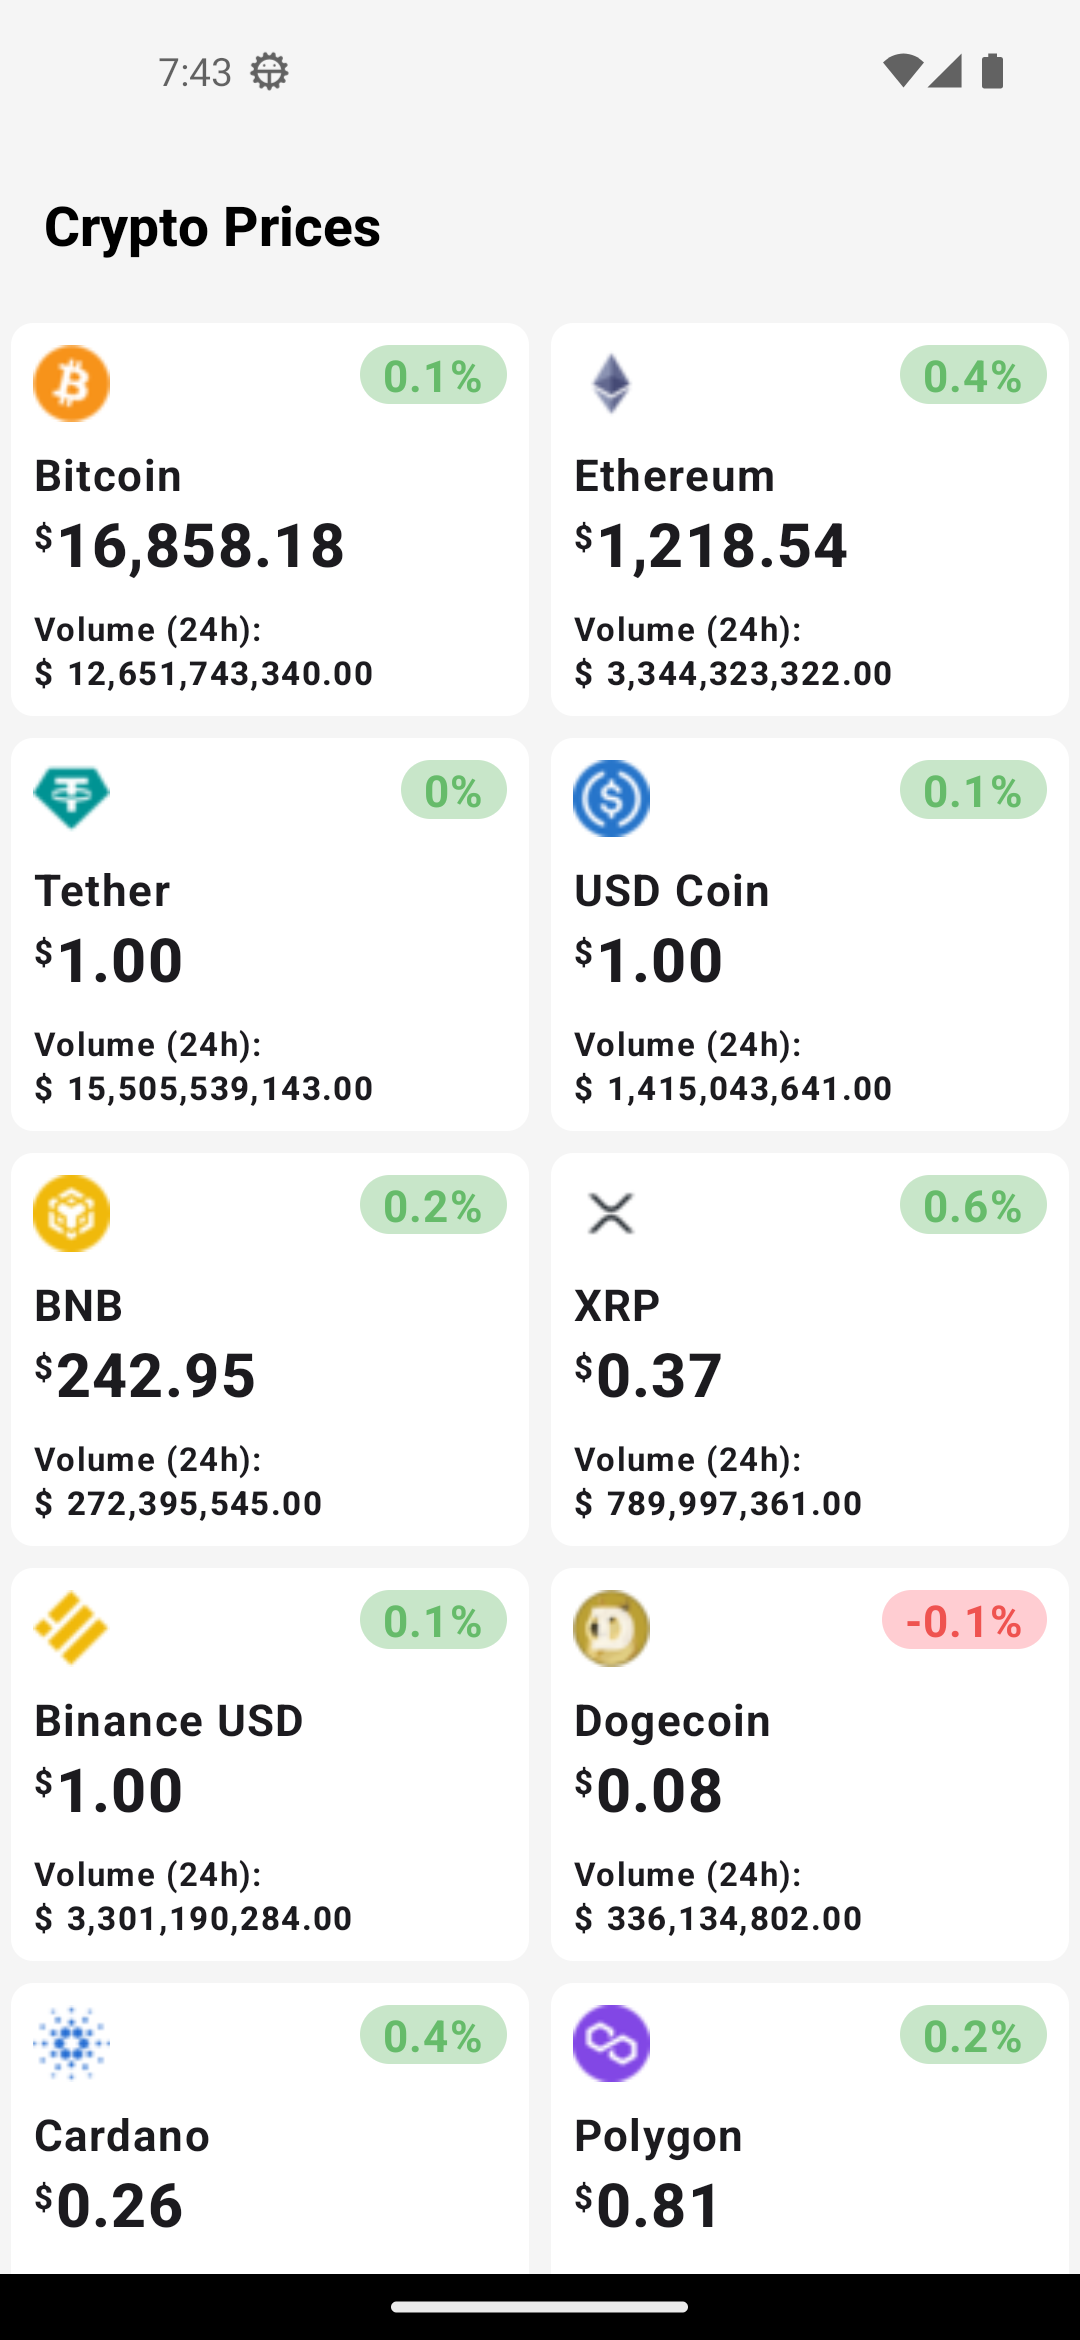 7:43
Crypto Prices
0.1%
Bitcoin
$16,858.18
Volume (24h):
$ 12,651,743,340.00
0.4%
Ethereum
$1,218.54
Volume (24h):
$ 3,344,323,322.00
0%
Tether
$1.00
Volume (24h):
$ 15,505,539,143.00
0.1%
USD Coin
$1.00
Volume (24h):
$ 1,415,043,641.00
0.2%
BNB
$242.95
Volume (24h):
$ 272,395,545.00
0.6%
XRP
$0.37
Volume (24h):
$ 789,997,361.00
0.1%
Binance USD
$1.00
Volume (24h):
$ 3,301,190,284.00
-0.1%
Dogecoin
$0.08
Volume (24h):
$ 336,134,802.00
0.4%
Cardano
$0.26
0.2%
Polygon
$0.81